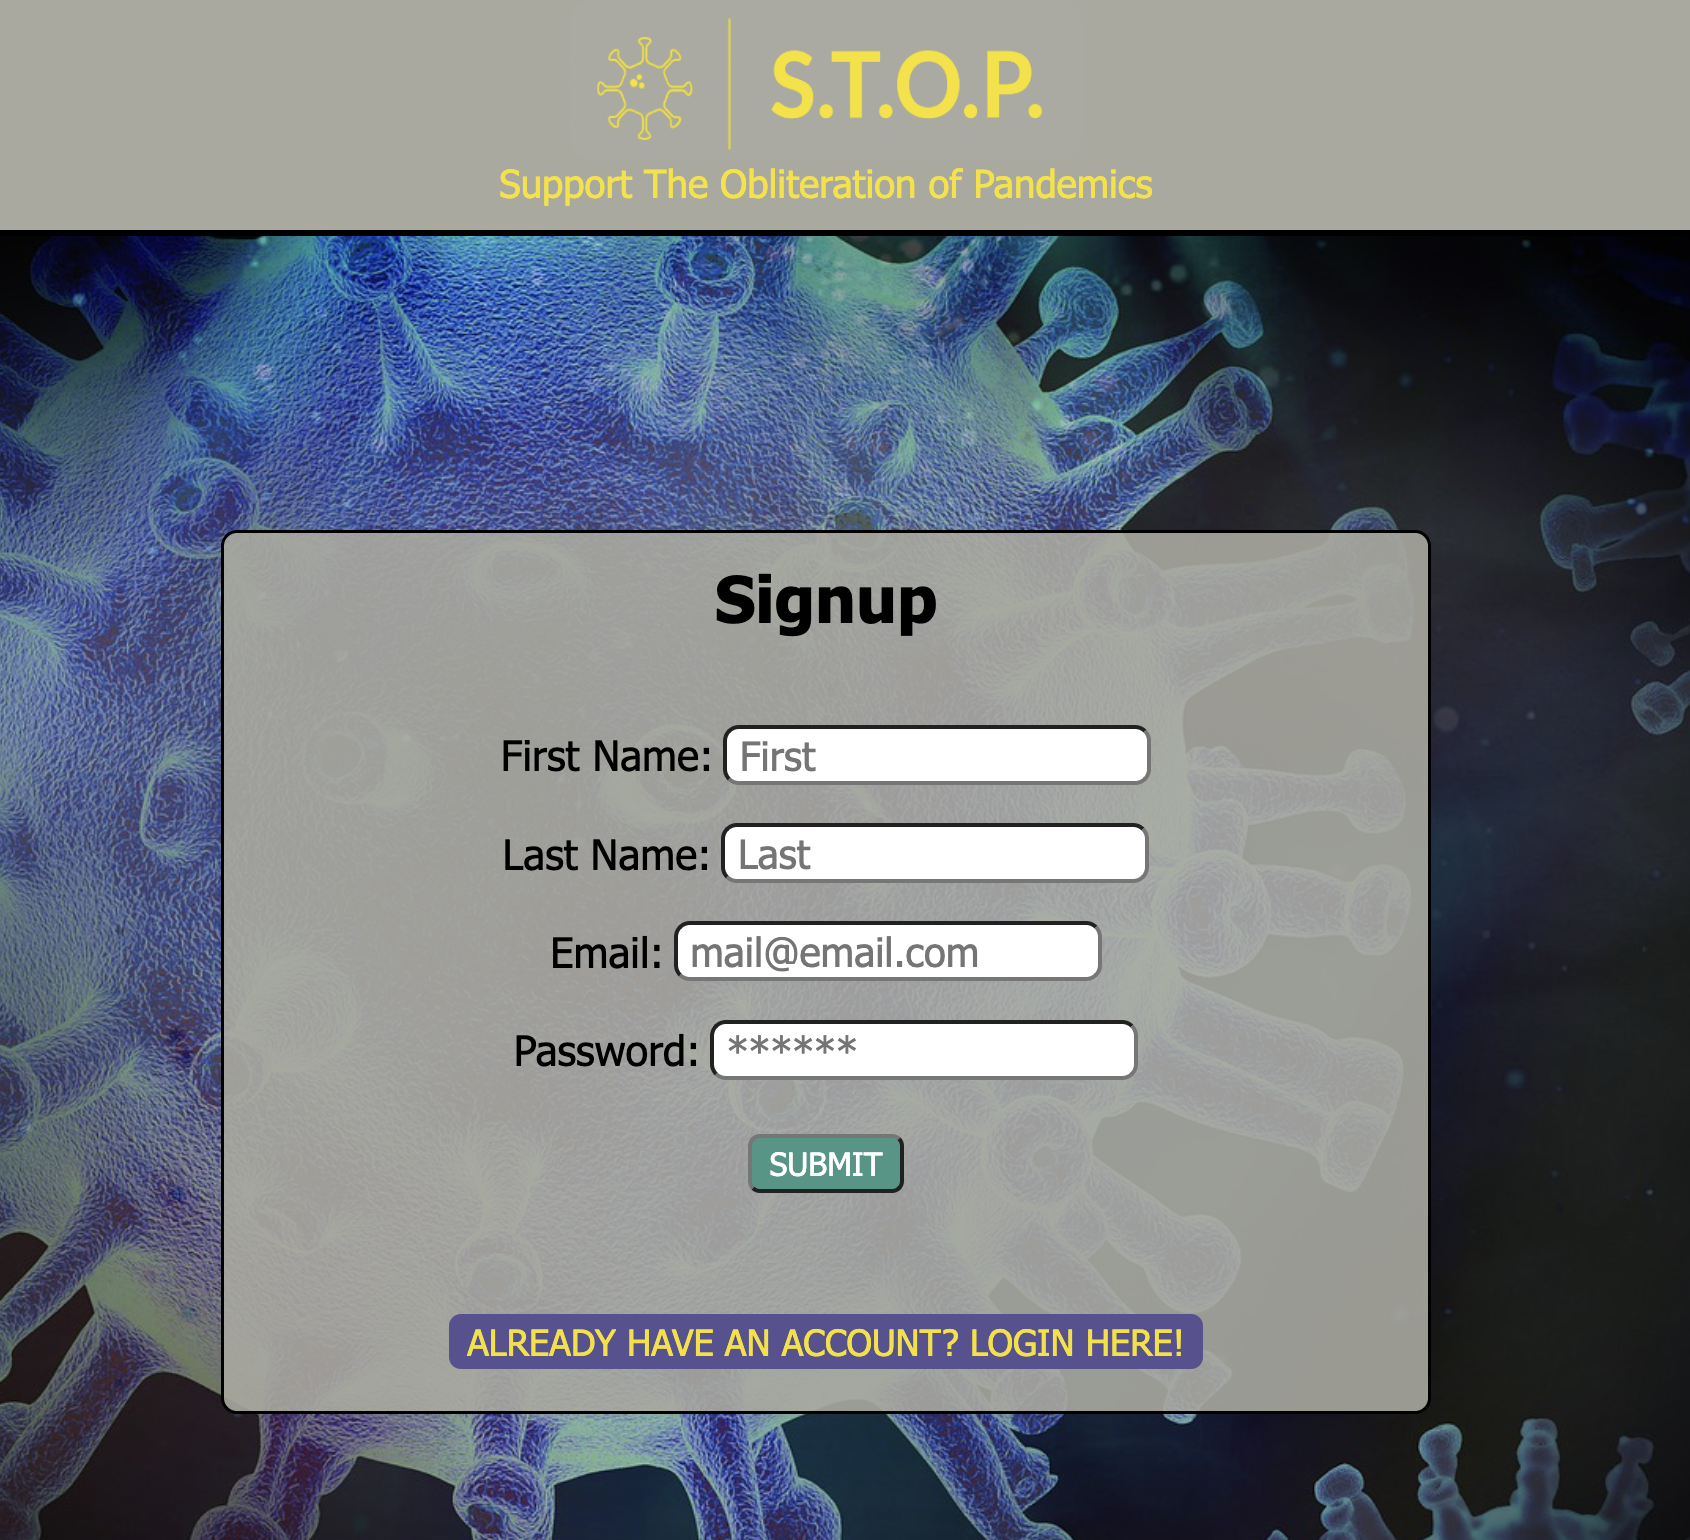 S.T.O.P.
Support The Obliteration of Pandemics
Signup
First Name: First
Last Name: Last
Email: mail@email.com
Password: ******
SUBMIT
ALREADY HAVE AN ACCOUNT? LOGIN HERE!